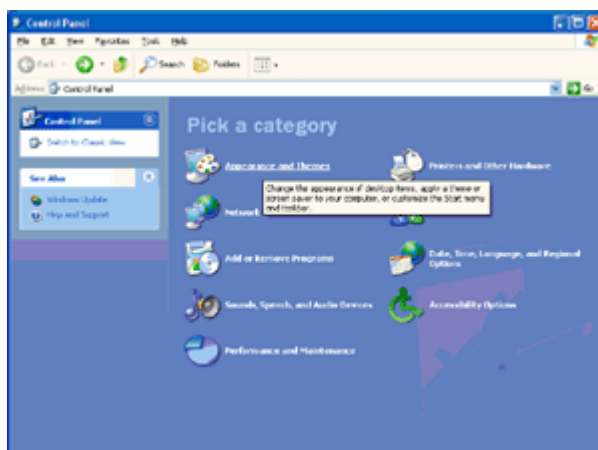 Control Panel
File Edit View Favorites Tools Help
Back Search Folders
Address Control Panel Go
Control Panel
Switch to Classic View
See Also
Windows Update
Help and Support
Pick a category
Appearance and Themes
Printers and Other Hardware
Change the appearance of desktop items, apply a theme or
screen saver to your computer, or customize the Start menu
and taskbar.
Network
Add or Remove Programs
Date, Time, Language, and Regional
Options
Sounds, Speech, and Audio Devices
Accessibility Options
Performance and Maintenance